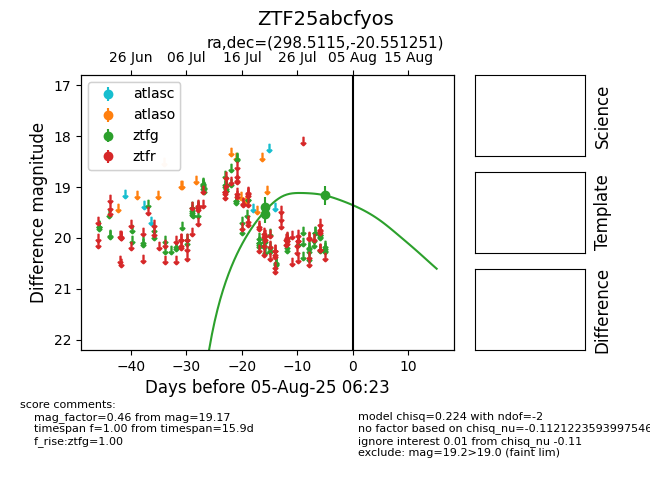 ZTF25abcfyos
ra,dec=(298.5115,-20.551251)
26 Jun 06 Jul 16 Jul 26 Jul 05 Aug 15 Aug
atlasc
atlaso
ztfg
ztfr
17
18
19
20
21
22
Difference magnitude
−40 −30 −20 −10 0 10
Days before 05-Aug-25 06:23
Science
Template
Difference
score comments:
mag_factor=0.46 from mag=19.17
timespan f=1.00 from timespan=15.9d
f_rise:ztfg=1.00
model chisq=0.224 with ndof=-2
no factor based on chisq_nu=-0.1121223593997546
ignore interest 0.01 from chisq_nu -0.11
exclude: mag=19.2>19.0 (faint lim)